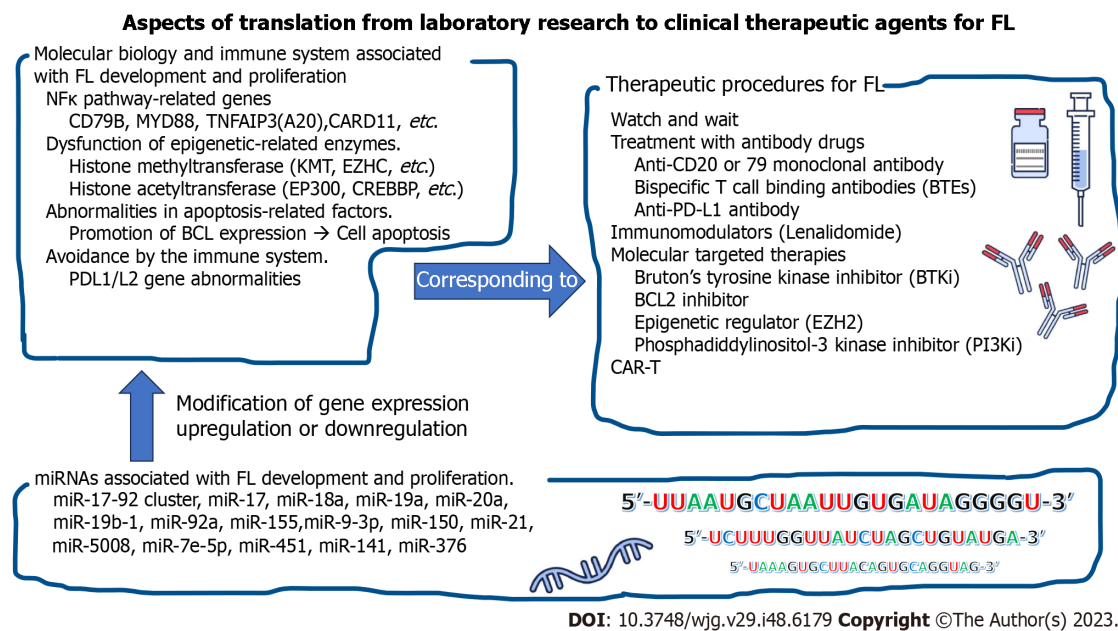 Aspects of translation from laboratory research to clinical therapeutic agents for FL
Molecular biology and immune system associated
with FL development and proliferation
NFκ pathway-related genes
CD79B, MYD88, TNFAIP3(A20),CARD11, etc.
Dysfunction of epigenetic-related enzymes.
Histone methyltransferase (KMT, EZHC, etc.)
Histone acetyltransferase (EP300, CREBBP, etc.)
Abnormalities in apoptosis-related factors.
Promotion of BCL expression → Cell apoptosis
Avoidance by the immune system.
PDL1/L2 gene abnormalities
Corresponding to
Therapeutic procedures for FL
Watch and wait
Treatment with antibody drugs
Anti-CD20 or 79 monoclonal antibody
Bispecific T call binding antibodies (BTEs)
Anti-PD-L1 antibody
Immunomodulators (Lenalidomide)
Molecular targeted therapies
Bruton’s tyrosine kinase inhibitor (BTKi)
BCL2 inhibitor
Epigenetic regulator (EZH2)
Phosphadiddylinositol-3 kinase inhibitor (PI3Ki)
CAR-T
Modification of gene expression
upregulation or downregulation
miRNAs associated with FL development and proliferation.
miR-17-92 cluster, miR-17, miR-18a, miR-19a, miR-20a,
miR-19b-1, miR-92a, miR-155,miR-9-3p, miR-150, miR-21,
miR-5008, miR-7e-5p, miR-451, miR-141, miR-376
5’-UUAAUGCUAAUUGUGAUAGGGGU-3’
5’-UCUUUGGUUAUCUAGCUGUAUGA-3’
5’-UAAAGUGCUUACAGUGCAGGUAG-3’
DOI: 10.3748/wjg.v29.i48.6179 Copyright ©The Author(s) 2023.